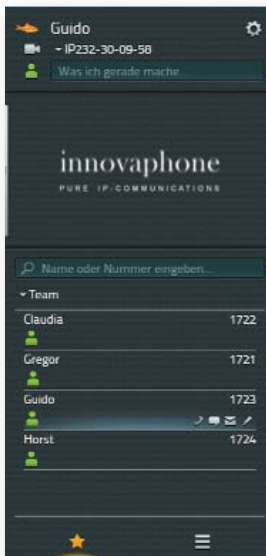 Guido
IP232-30-09-58
Was ich gerade mache...
innovaphone
PURE IP-COMMUNICATIONS
Name oder Nummer eingeben...
Team
Claudia 1722
Gregor 1721
Guido 1723
Horst 1724